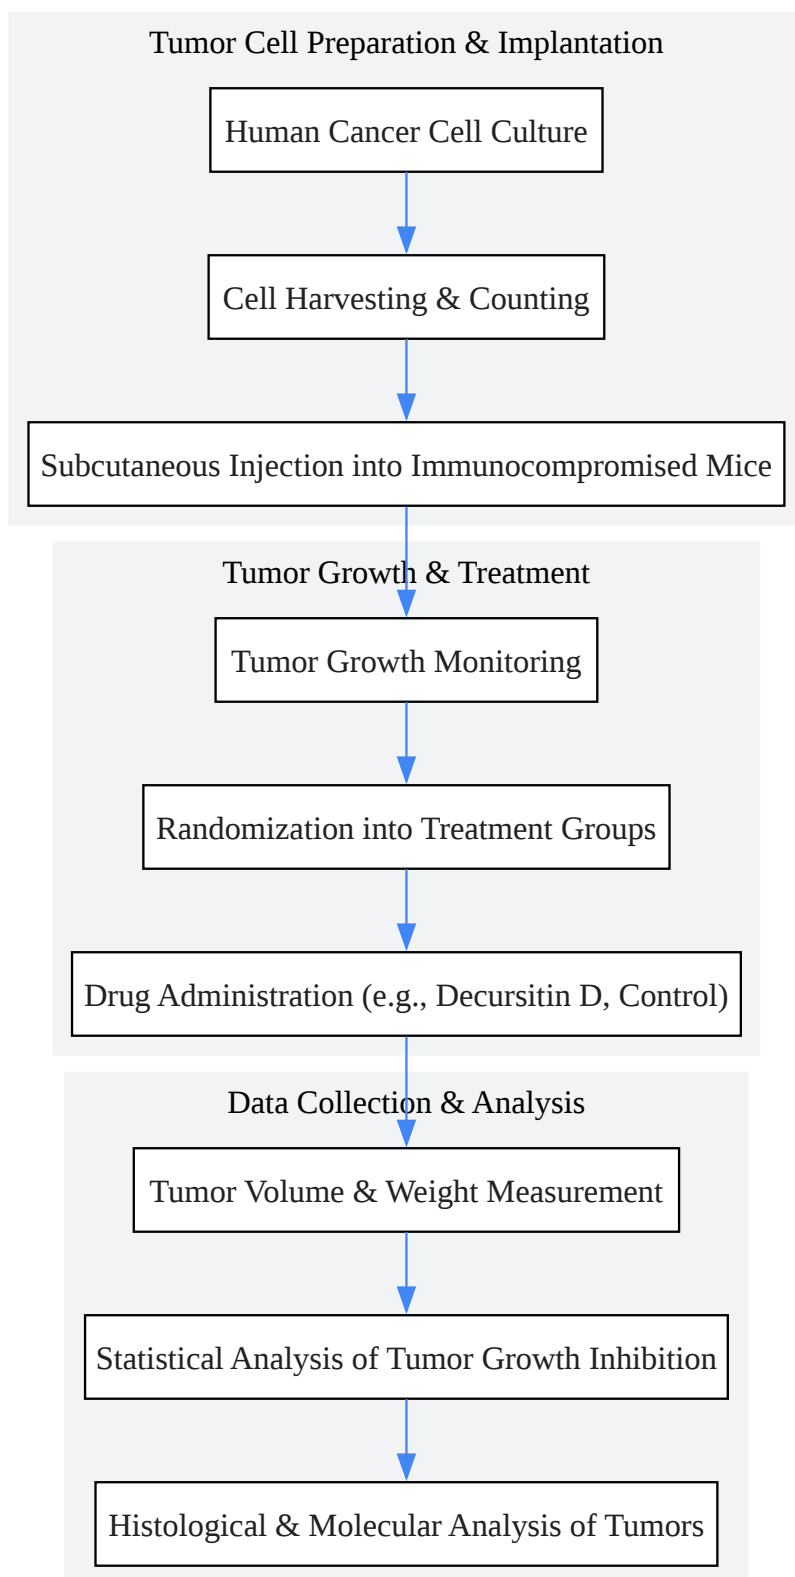 Tumor Cell Preparation & Implantation
Human Cancer Cell Culture
Cell Harvesting & Counting
Subcutaneous Injection into Immunocompromised Mice
Tumor Growth & Treatment
Tumor Growth Monitoring
Randomization into Treatment Groups
Drug Administration (e.g., Decursitin D, Control)
Data Collection & Analysis
Tumor Volume & Weight Measurement
Statistical Analysis of Tumor Growth Inhibition
Histological & Molecular Analysis of Tumors